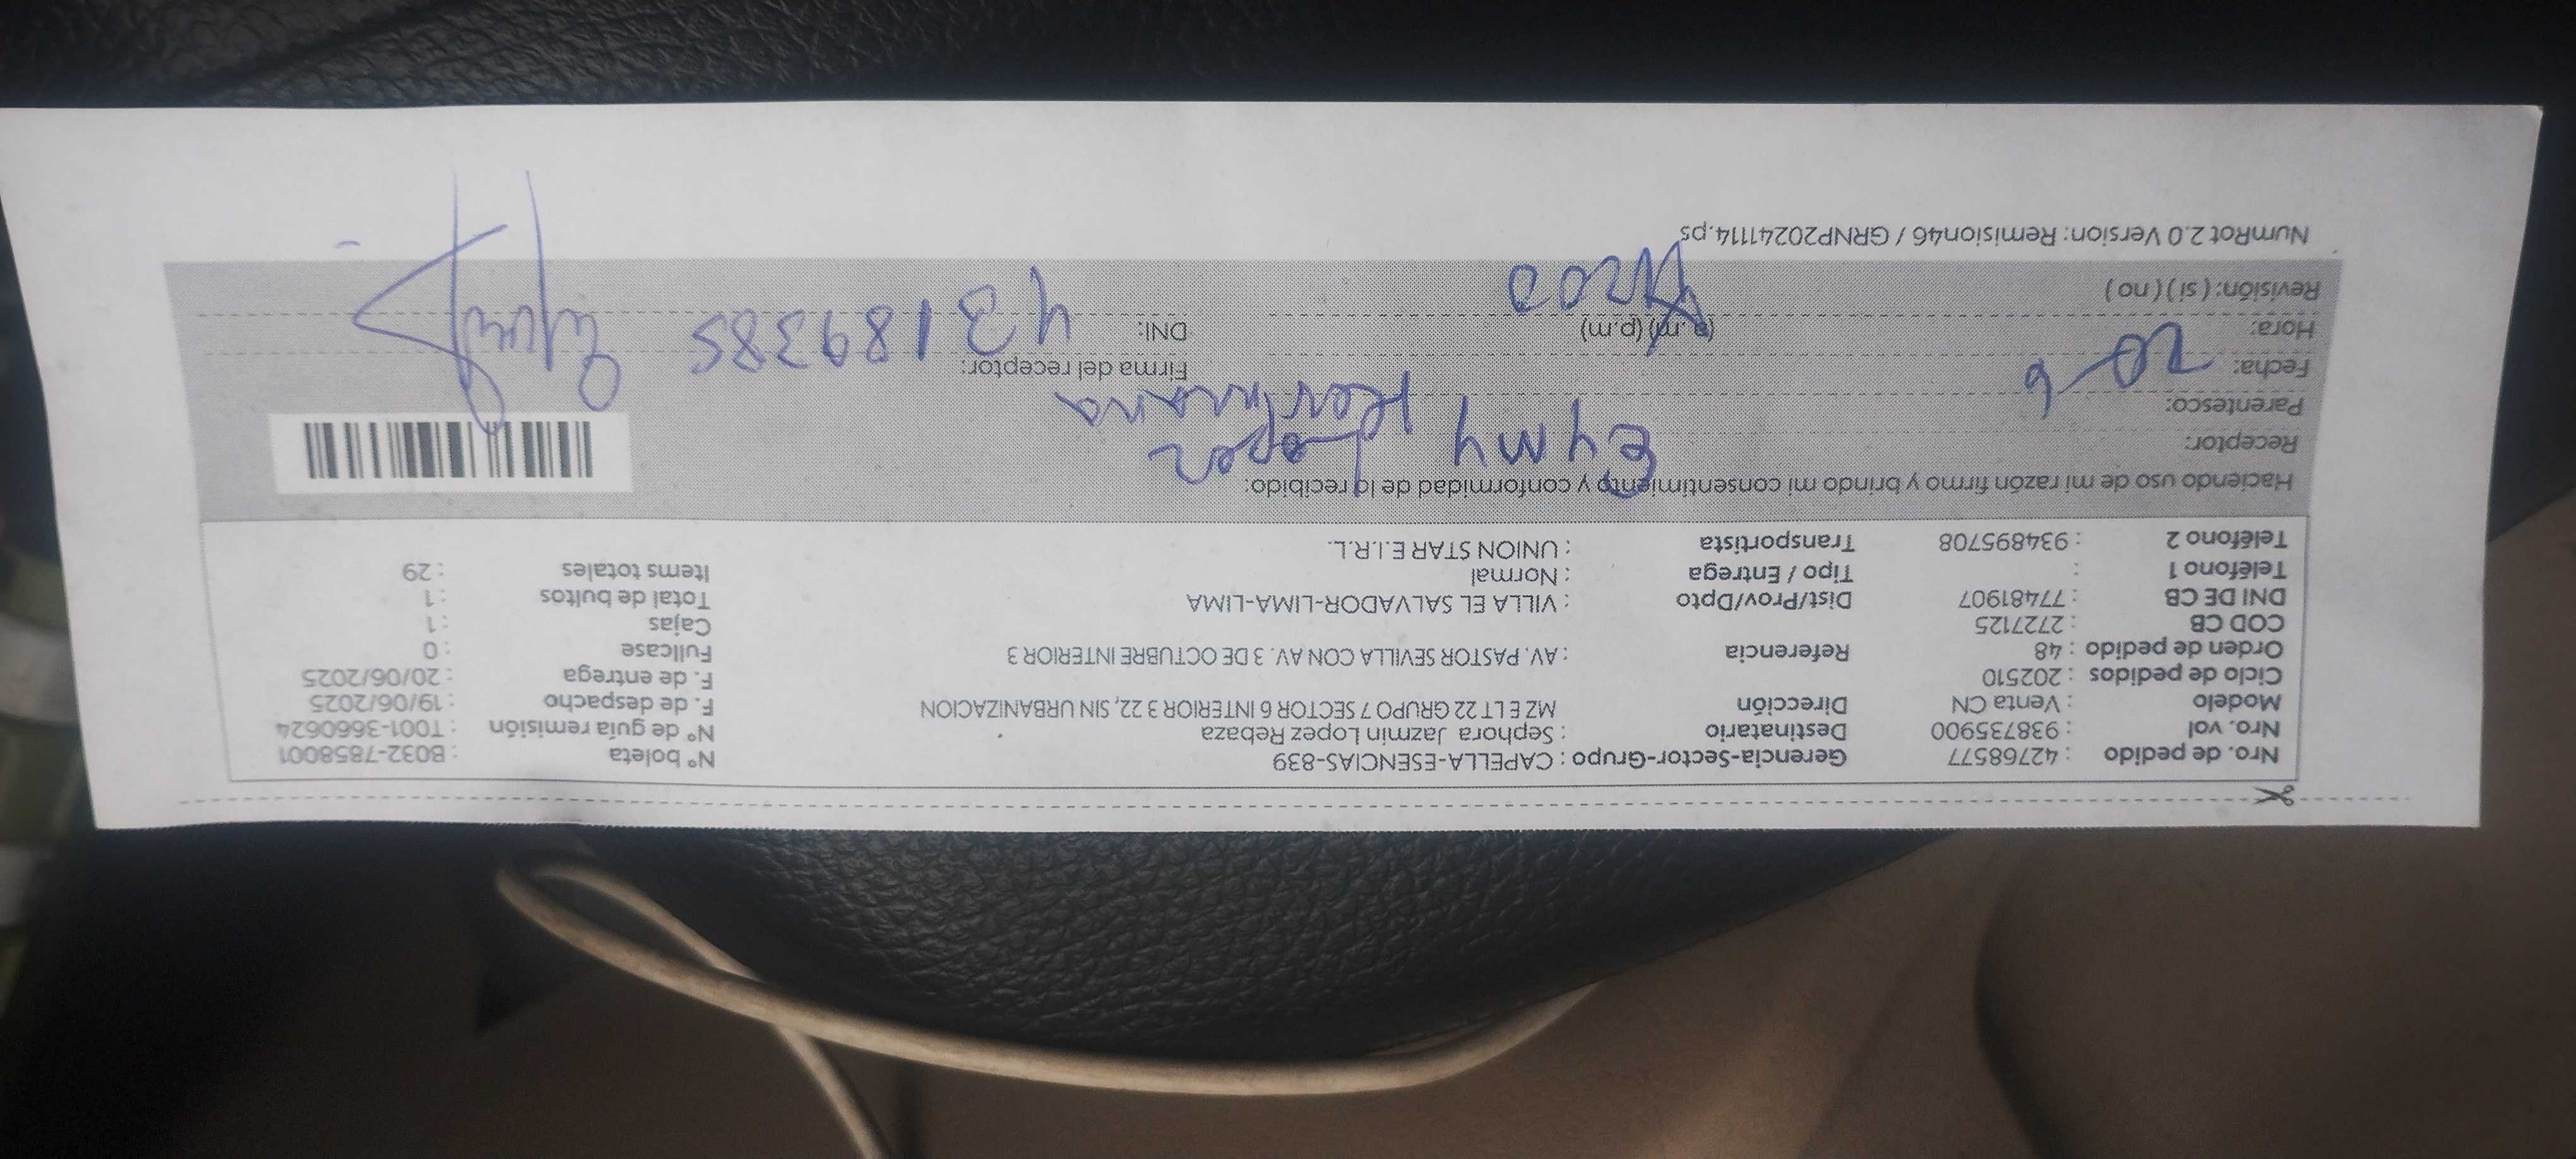 Nro. de pedido : 42768577 Gerencia-Sector-Grupo : CAPELLA-ESENCIAS-839 N° boleta : B032-7858001
Nro. vol : 938735900 Destinatario : Sephora Jazmin Lopez Rebaza N° de guía remisión : T001-3660624
Modelo : Venta CN Dirección MZ E LT 22 GRUPO 7 SECTOR 6 INTERIOR 3 22, SIN URBANIZACION F. de despacho : 19/06/2025
Ciclo de pedidos : 202510 F. de entrega : 20/06/2025
Orden de pedido : 48 Referencia : AV. PASTOR SEVILLA CON AV. 3 DE OCTUBRE INTERIOR 3 Fullcase : 0
COD CB : 2727125 Cajas : 1
DNI DE CB : 77481907 Dist/Prov/Dpto : VILLA EL SALVADOR-LIMA-LIMA Total de bultos : 1
Teléfono 1 : Tipo / Entrega : Normal Items totales : 29
Teléfono 2 : 934895708 Transportista : UNION STAR E.I.R.L.
Haciendo uso de mi razón firmo y brindo mi consentimiento y conformidad de lo recibido:
Receptor: Eymy Lopez
Parentesco: Hermana
Fecha: 20-6 Firma del receptor:
Hora: (a.m) (p.m) DNI: 43189385
Revisión: ( si ) ( no )
NumRot 2.0 Version: Remision46 / GRNP20241114.ps